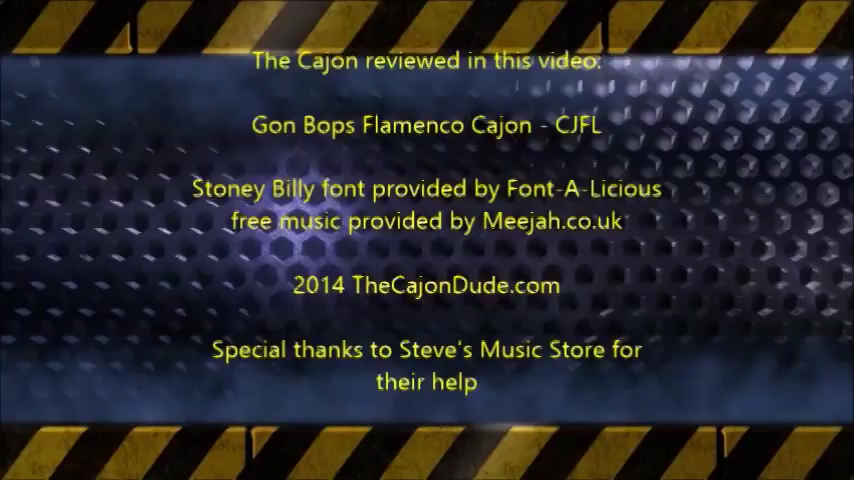 The Cajon reviewed in this video:
Gon Bops Flamenco Cajon - CJFL
Stoney Billy font provided by Font-A-Licious
free music provided by Meejah.co.uk
2014 TheCajonDude.com
Special thanks to Steve's Music Store for
their help